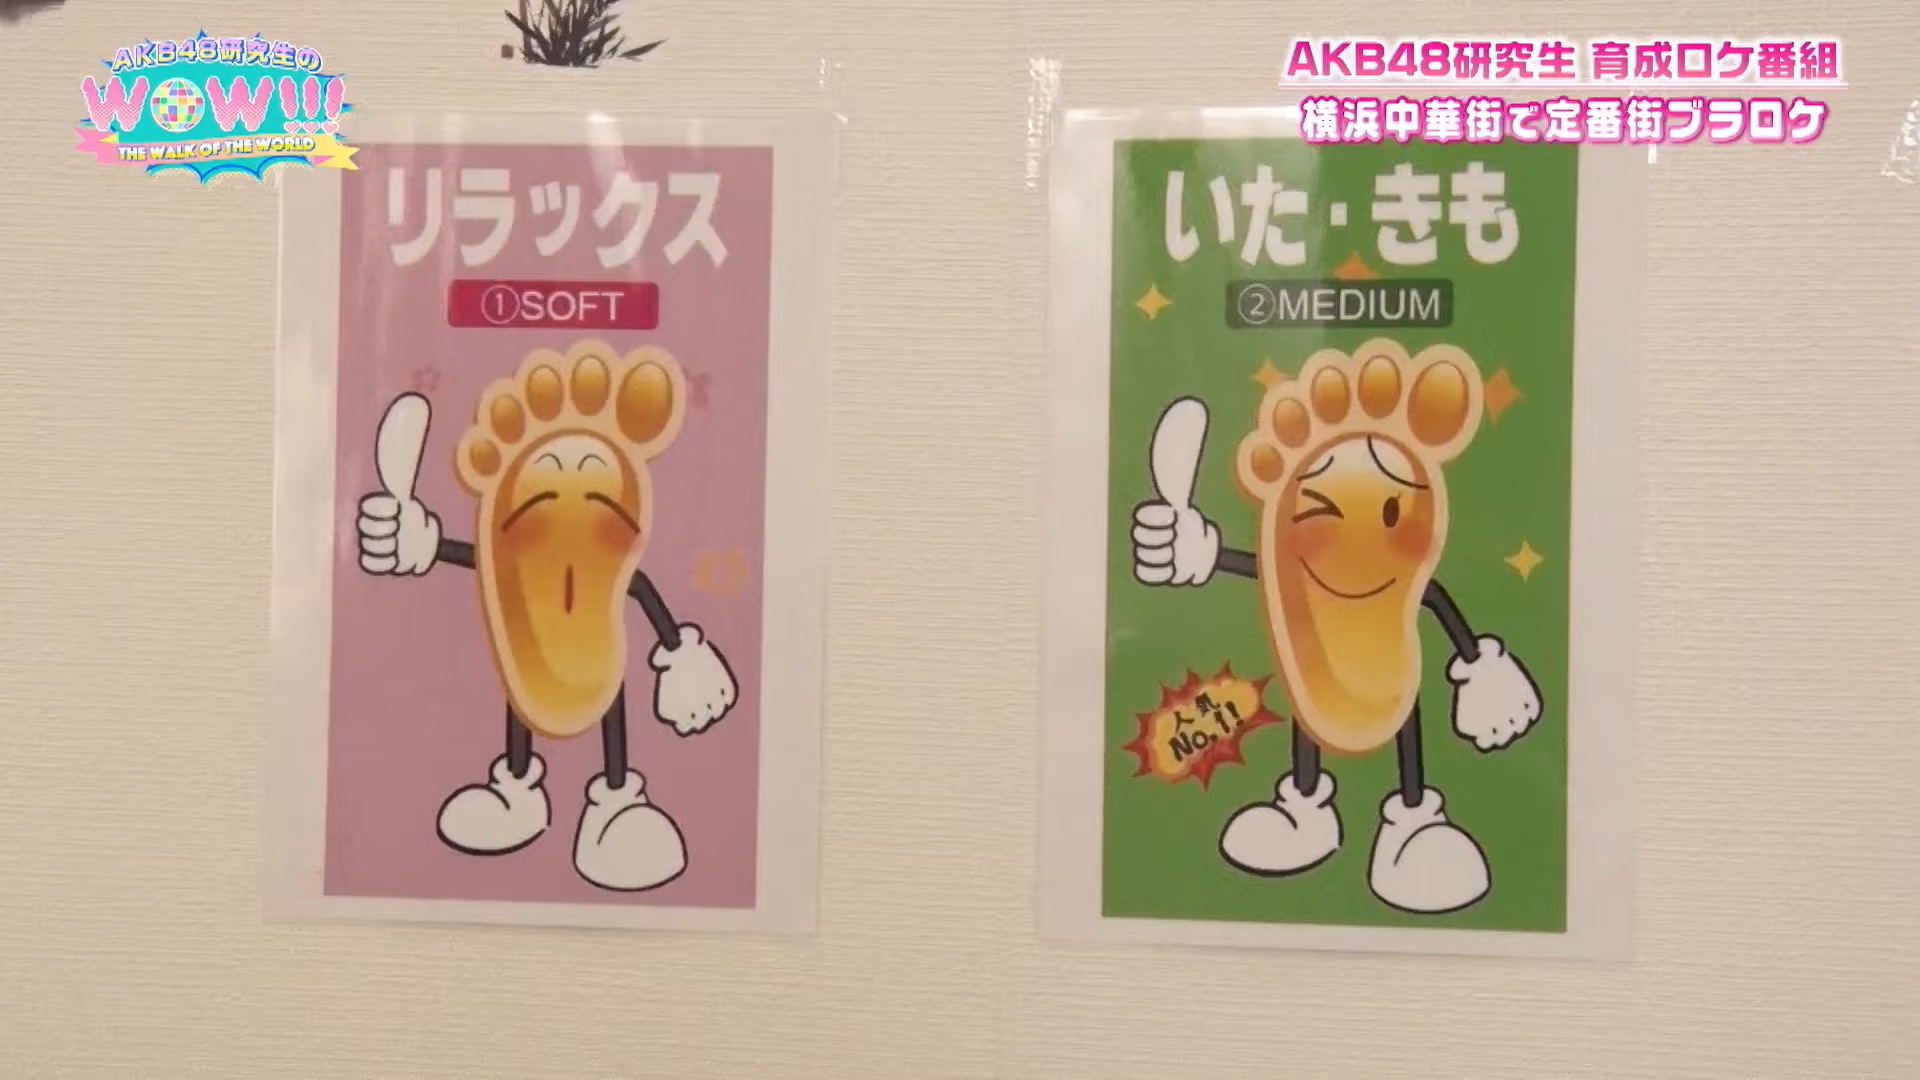 AKB48研究生の
WOW!!!
THE WALK OF THE WORLD
AKB48研究生 育成ロケ番組
横浜中華街で定番街ブラロケ
リラックス
①SOFT
いた・きも
②MEDIUM
人気
No.1!